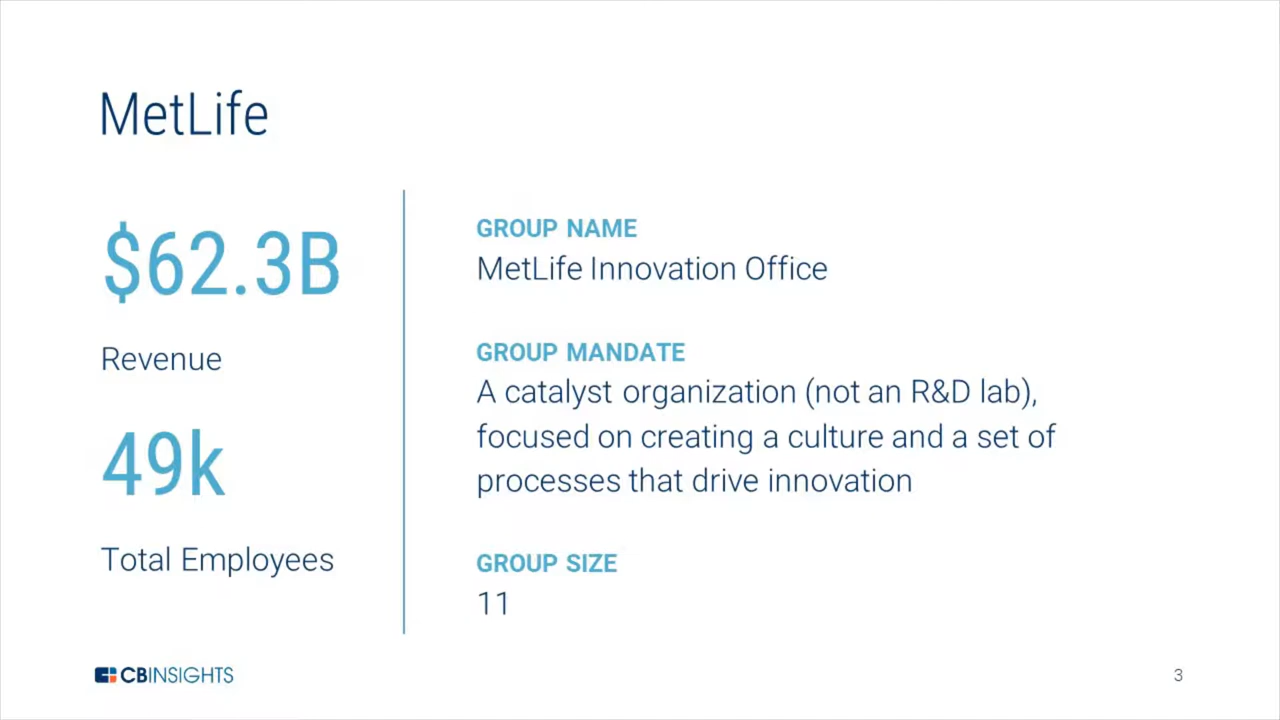 MetLife
$62.3B
Revenue
49k
Total Employees
GROUP NAME
MetLife Innovation Office
GROUP MANDATE
A catalyst organization (not an R&D lab),
focused on creating a culture and a set of
processes that drive innovation
GROUP SIZE
11
CBINSIGHTS
3